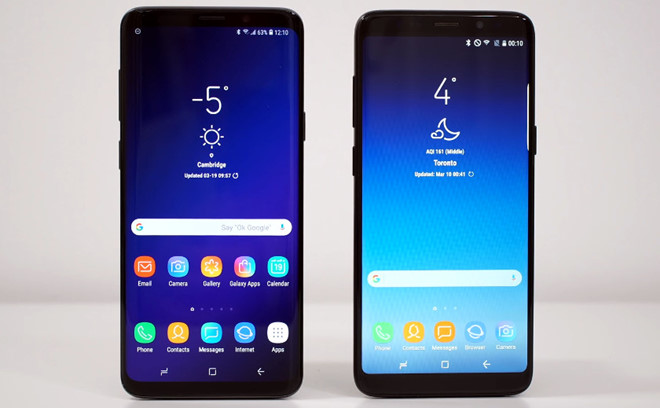 63% 12:10
-5°
Cambridge
Updated 03-19 09:57
Say "Ok Google"
Email
Camera
Gallery
Galaxy Apps
19
Calendar
Phone
Contacts
Messages
Internet
Apps
00:10
4°
AQI 161 (Middle)
Toronto
Updated: Mar 18 00:41
G
Phone
Contacts
Messages
Browser
Camera